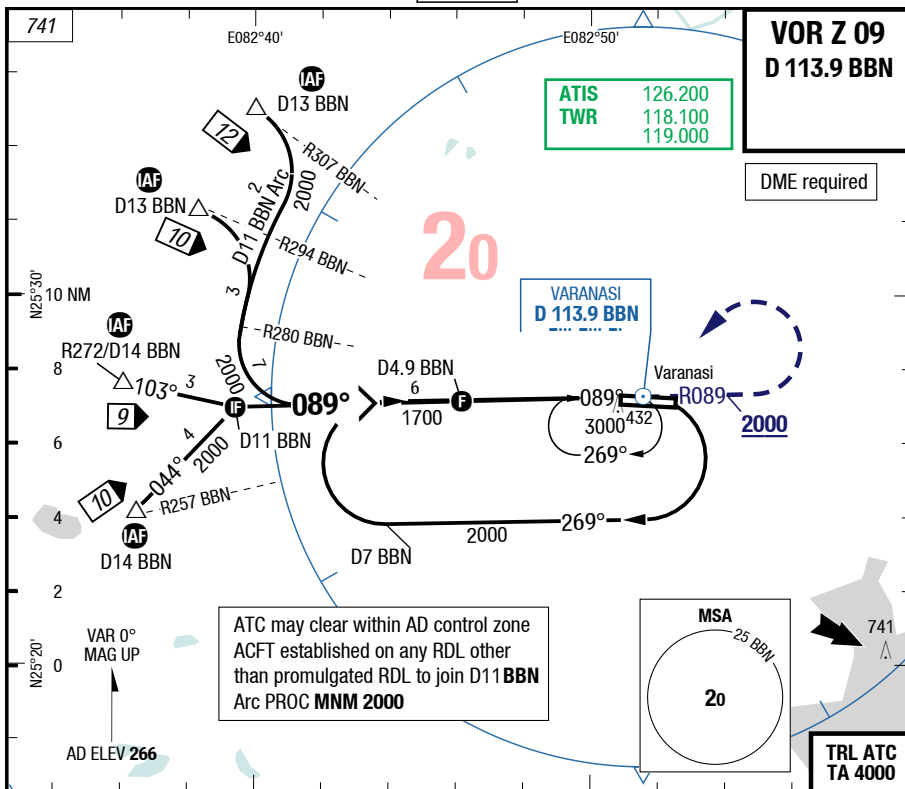 741
E082°40'
E082°50'
VOR Z 09
D 113.9 BBN
ATIS 126.200
TWR 118.100
119.000
DME required
IAF
D13 BBN
12
R307 BBN
IAF
D13 BBN
10
2
D11 BBN Arc
2000
R294 BBN
20
N25°30'
10 NM
3
VARANASI
D 113.9 BBN
IAF
R272/D14 BBN
R280 BBN
8
103°
3
2000
7
D4.9 BBN
Varanasi
9
IF
089°
6
F
1700
089°
R089
D11 BBN
3000
432
2000
6
044°
4
2000
269°
10
R257 BBN
4
IAF
D14 BBN
D7 BBN
2000
269°
2
VAR 0°
MAG UP
ATC may clear within AD control zone
ACFT established on any RDL other
than promulgated RDL to join D11 BBN
Arc PROC MNM 2000
MSA
25 BBN
20
741
N25°20'
0
AD ELEV 266
TRL ATC
TA 4000